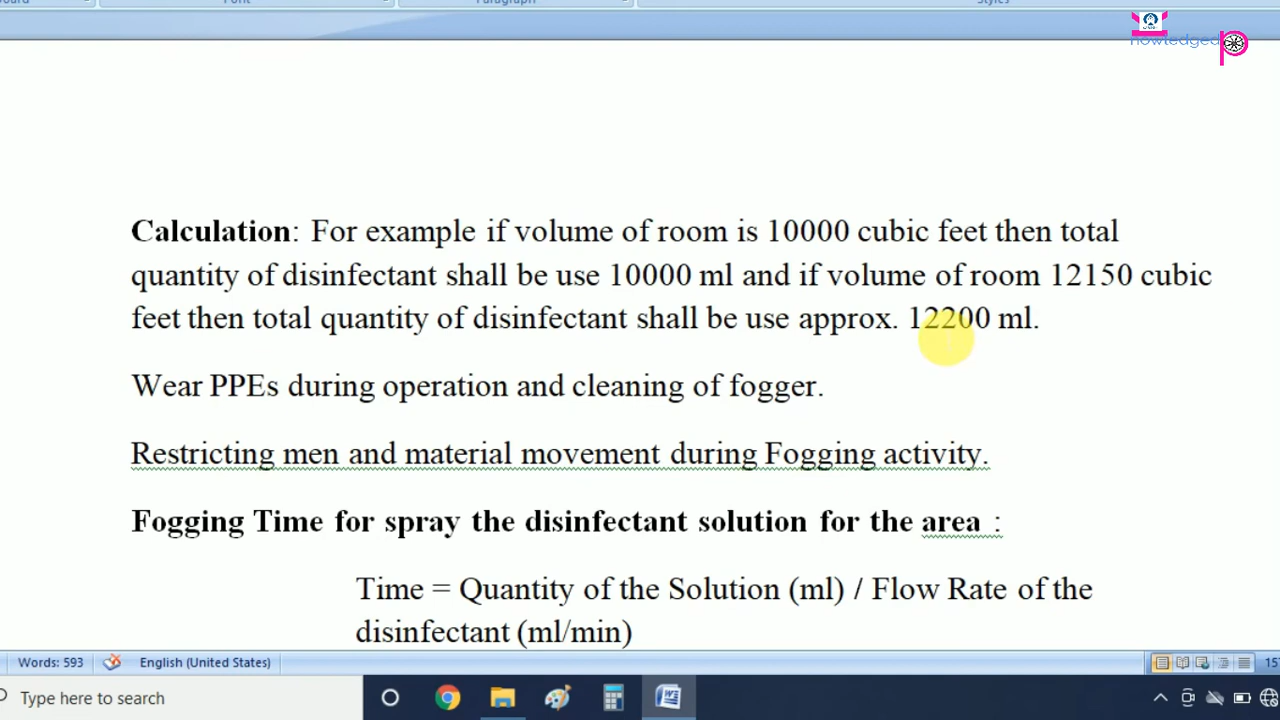 Font
Paragraph
Styles
nowledged
Calculation: For example if volume of room is 10000 cubic feet then total
quantity of disinfectant shall be use 10000 ml and if volume of room 12150 cubic
feet then total quantity of disinfectant shall be use approx. 12200 ml.
Wear PPEs during operation and cleaning of fogger.
Restricting men and material movement during Fogging activity.
Fogging Time for spray the disinfectant solution for the area :
Time = Quantity of the Solution (ml) / Flow Rate of the
disinfectant (ml/min)
Words: 593 English (United States)
Type here to search